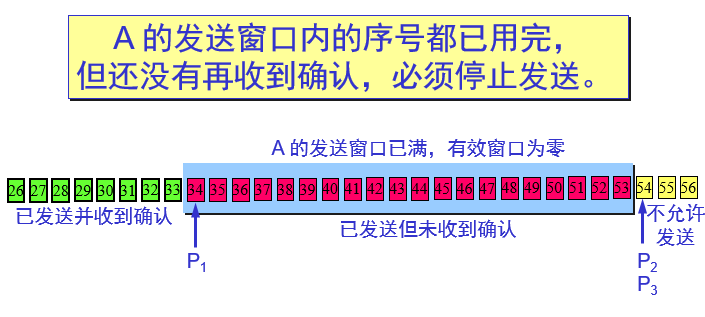 A 的发送窗口内的序号都已用完,
但还没有再收到确认,必须停止发送。
A 的发送窗口已满,有效窗口为零
26 27 28 29 30 31 32 33 34 35 36 37 38 39 40 41 42 43 44 45 46 47 48 49 50 51 52 53 54 55 56
已发送并收到确认
已发送但未收到确认
不允许
发送
P1
P2
P3